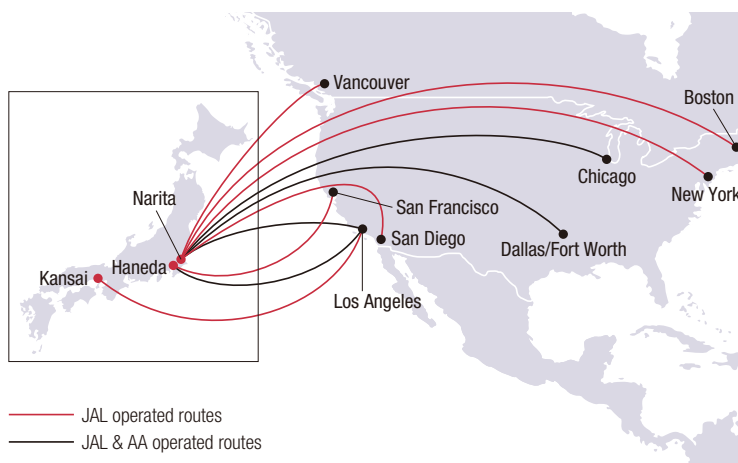 Vancouver
Boston
Chicago
New York
Narita
San Francisco
San Diego
Dallas/Fort Worth
Haneda
Kansai
Los Angeles
JAL operated routes
JAL & AA operated routes